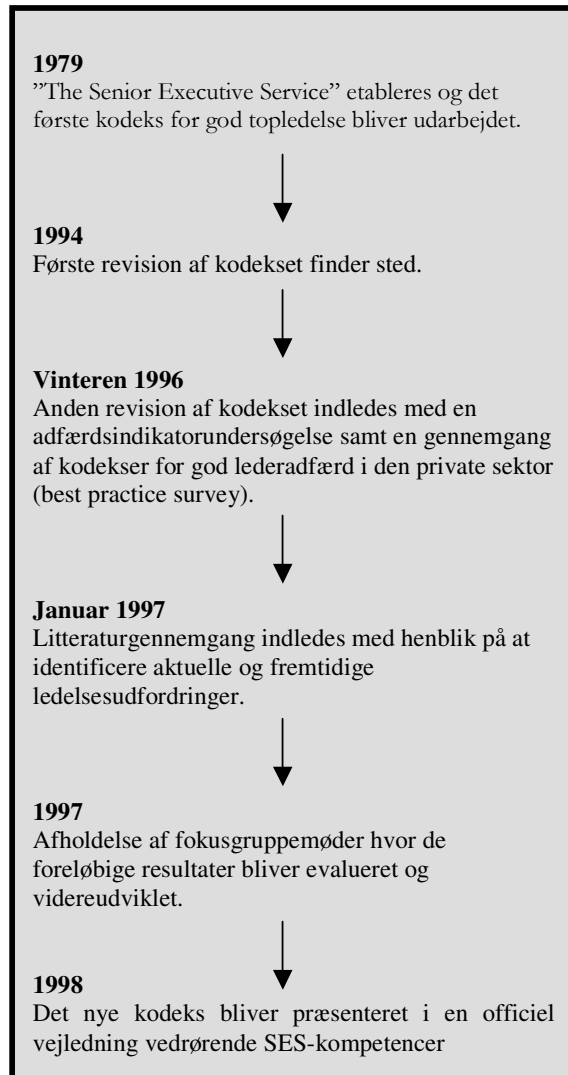 1979
”The Senior Executive Service” etableres og det
første kodeks for god topledelse bliver udarbejdet.
1994
Første revision af kodekset finder sted.
Vinteren 1996
Anden revision af kodekset indledes med en
adfærdsindikatorundersøgelse samt en gennemgang
af kodekser for god lederadfærd i den private sektor
(best practice survey).
Januar 1997
Litteraturgennemgang indledes med henblik på at
identificere aktuelle og fremtidige
ledelsesudfordringer.
1997
Afholdelse af fokusgruppemøder hvor de
foreløbige resultater bliver evalueret og
videreudviklet.
1998
Det nye kodeks bliver præsenteret i en officiel
vejledning vedrørende SES-kompetencer